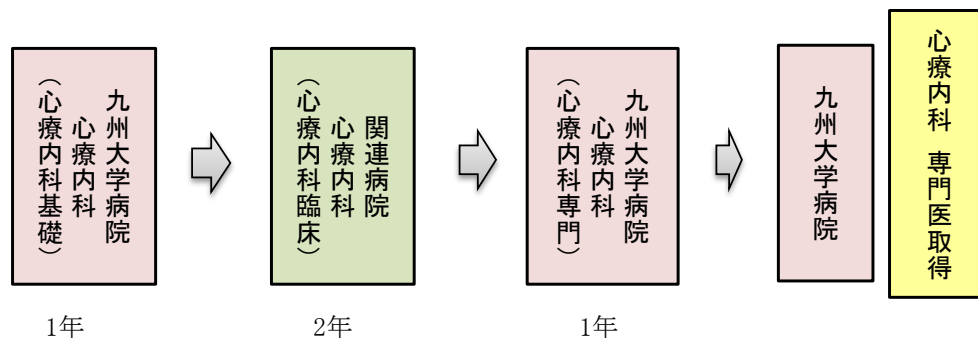 九州大学病院
心療内科
（心療内科基礎）
関連病院
心療内科
（心療内科臨床）
九州大学病院
心療内科
（心療内科専門）
九州大学病院
心療内科 専門医取得
1年
2年
1年